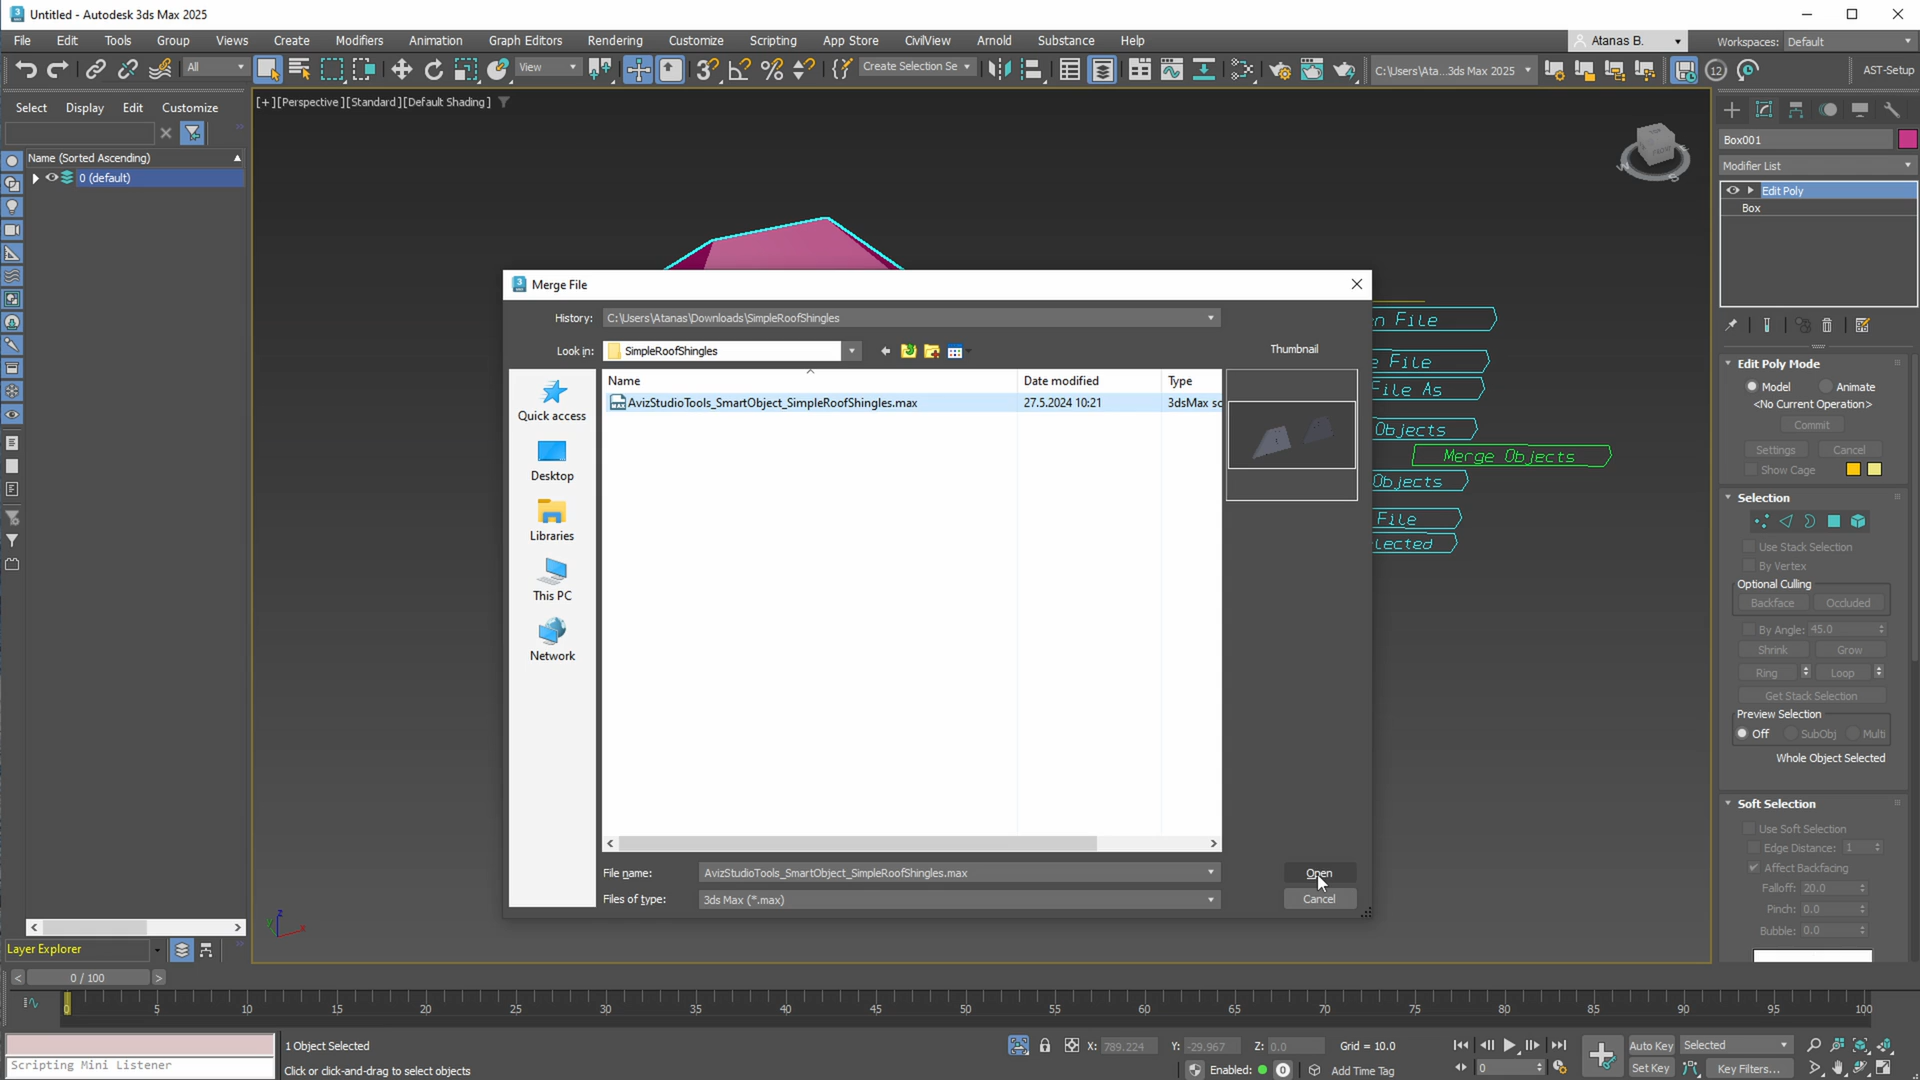 Untitled - Autodesk 3ds Max 2025
File Edit Tools Group Views Create Modifiers Animation Graph Editors Rendering Customize Scripting App Store CivilView Arnold Substance Help
Atanas B. Workspaces: Default
All View Create Selection Se C:\Users\Ata...3ds Max 2025 12 AST-Setup
Select Display Edit Customize
[+][Perspective][Standard][Default Shading]
Name (Sorted Ascending)
0 (default)
Box001
Modifier List
Edit Poly
Box
Merge File
History: C:\Users\Atanas\Downloads\SimpleRoofShingles
Look in: SimpleRoofShingles
Thumbnail
Name Date modified Type
AvizStudioTools_SmartObject_SimpleRoofShingles.max 27.5.2024 10:21 3dsMax sc
Quick access
Desktop
Libraries
This PC
Network
File name: AvizStudioTools_SmartObject_SimpleRoofShingles.max
Open
Files of type: 3ds Max (*.max)
Cancel
n File
e File
File As
Objects
Merge Objects
Objects
File
lected
Edit Poly Mode
Model Animate
<No Current Operation>
Commit
Settings Cancel
Show Cage
Selection
Use Stack Selection
By Vertex
Optional Culling
Backface Occluded
By Angle: 45.0
Shrink Grow
Ring Loop
Get Stack Selection
Preview Selection
Off SubObj Multi
Whole Object Selected
Soft Selection
Use Soft Selection
Edge Distance: 1
Affect Backfacing
Falloff: 20.0
Pinch: 0.0
Bubble: 0.0
Layer Explorer
< 0 / 100 >
0 5 10 15 20 25 30 35 40 45 50 55 60 65 70 75 80 85 90 95 100
1 Object Selected
X: 789.224 Y: -29.967 Z: 0.0 Grid = 10.0
Auto Key Selected
Scripting Mini Listener
Click or click-and-drag to select objects
Enabled: 0 Add Time Tag
0
Set Key Key Filters...